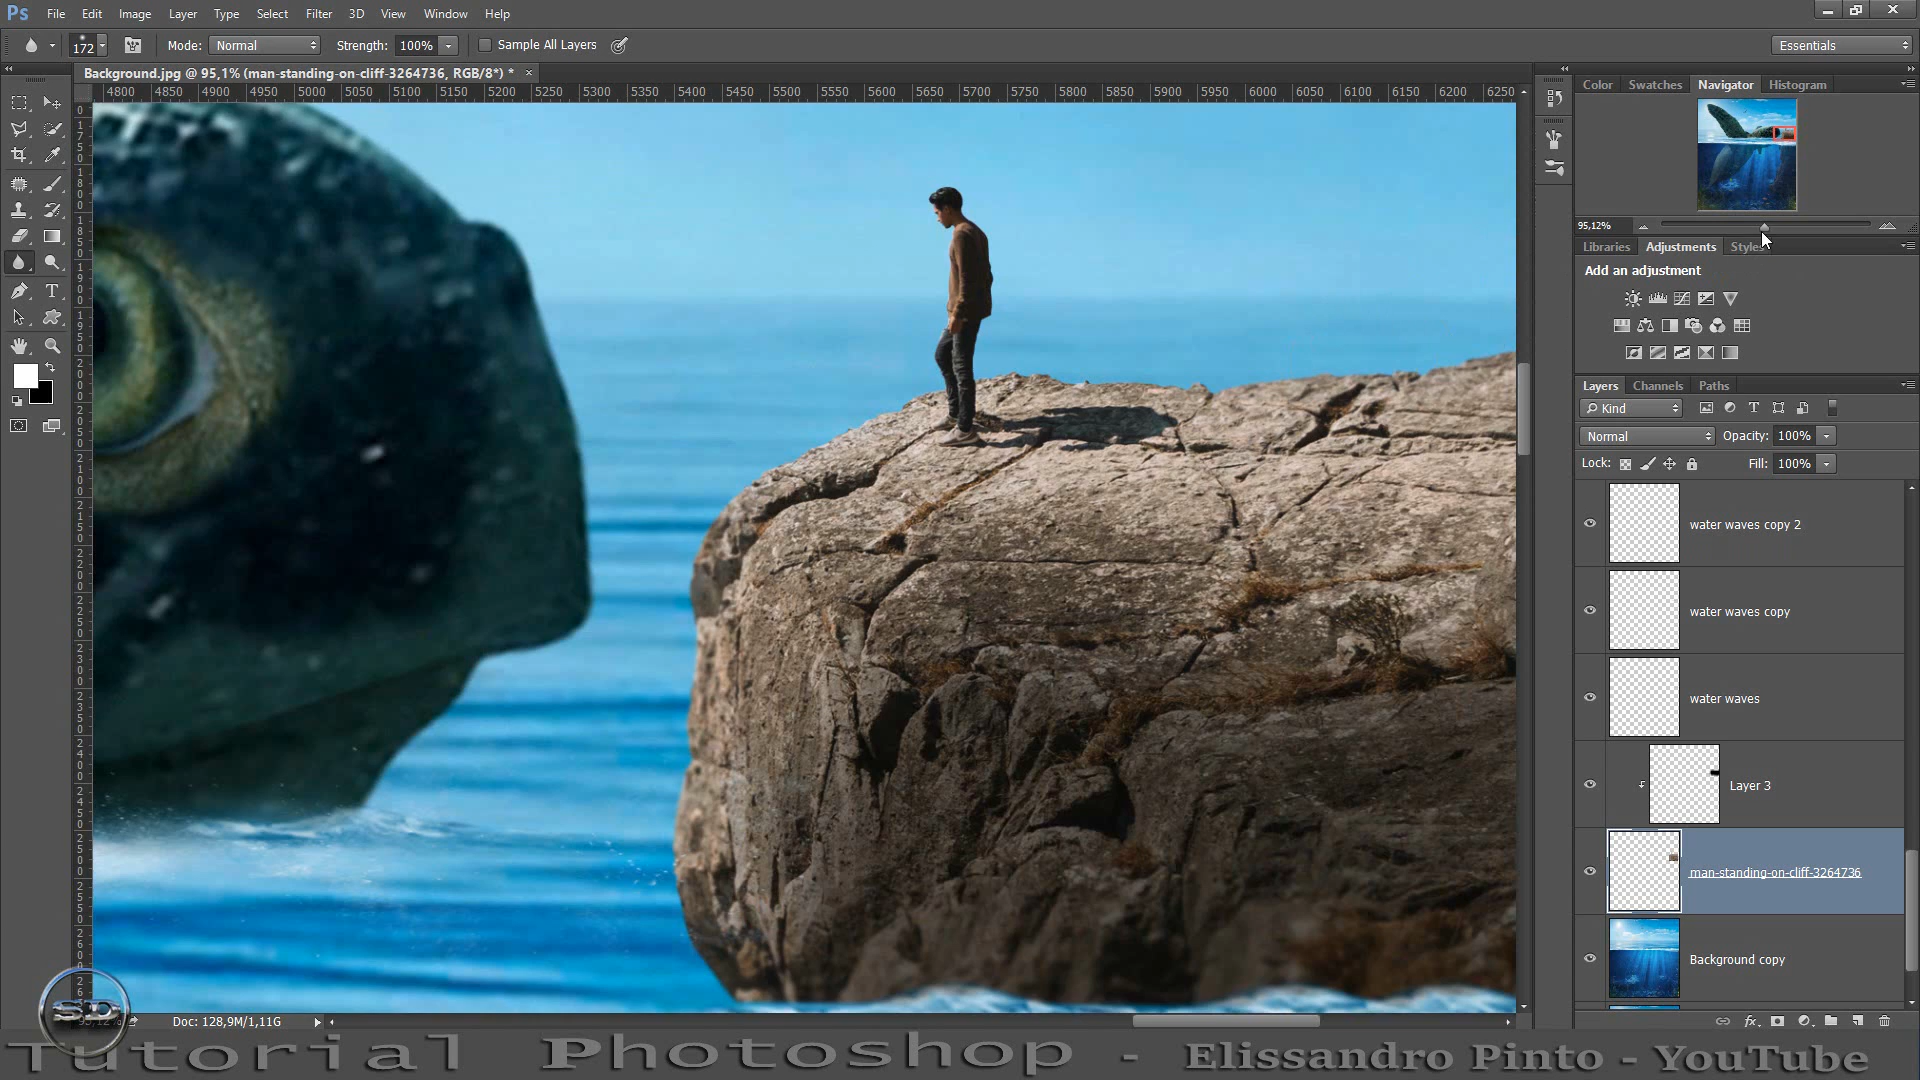 Ps File Edit Image Layer Type Select Filter 3D View Window Help
172 Mode: Normal Strength: 100% Sample All Layers Essentials
Background.jpg @ 95,1% (man-standing-on-cliff-3264736, RGB/8*) * ×
4800 4850 4900 4950 5000 5050 5100 5150 5200 5250 5300 5350 5400 5450 5500 5550 5600 5650 5700 5750 5800 5850 5900 5950 6000 6050 6100 6150 6200 6250
Color Swatches Navigator Histogram
95,12%
Libraries Adjustments Styles
Add an adjustment
Layers Channels Paths
Kind
Normal Opacity: 100%
Lock: Fill: 100%
water waves copy 2
water waves copy
water waves
Layer 3
man-standing-on-cliff-3264736
Background copy
fx
SD
Doc: 128,9M/1,11G
Tutorial Photoshop - Elissandro Pinto - YouTube